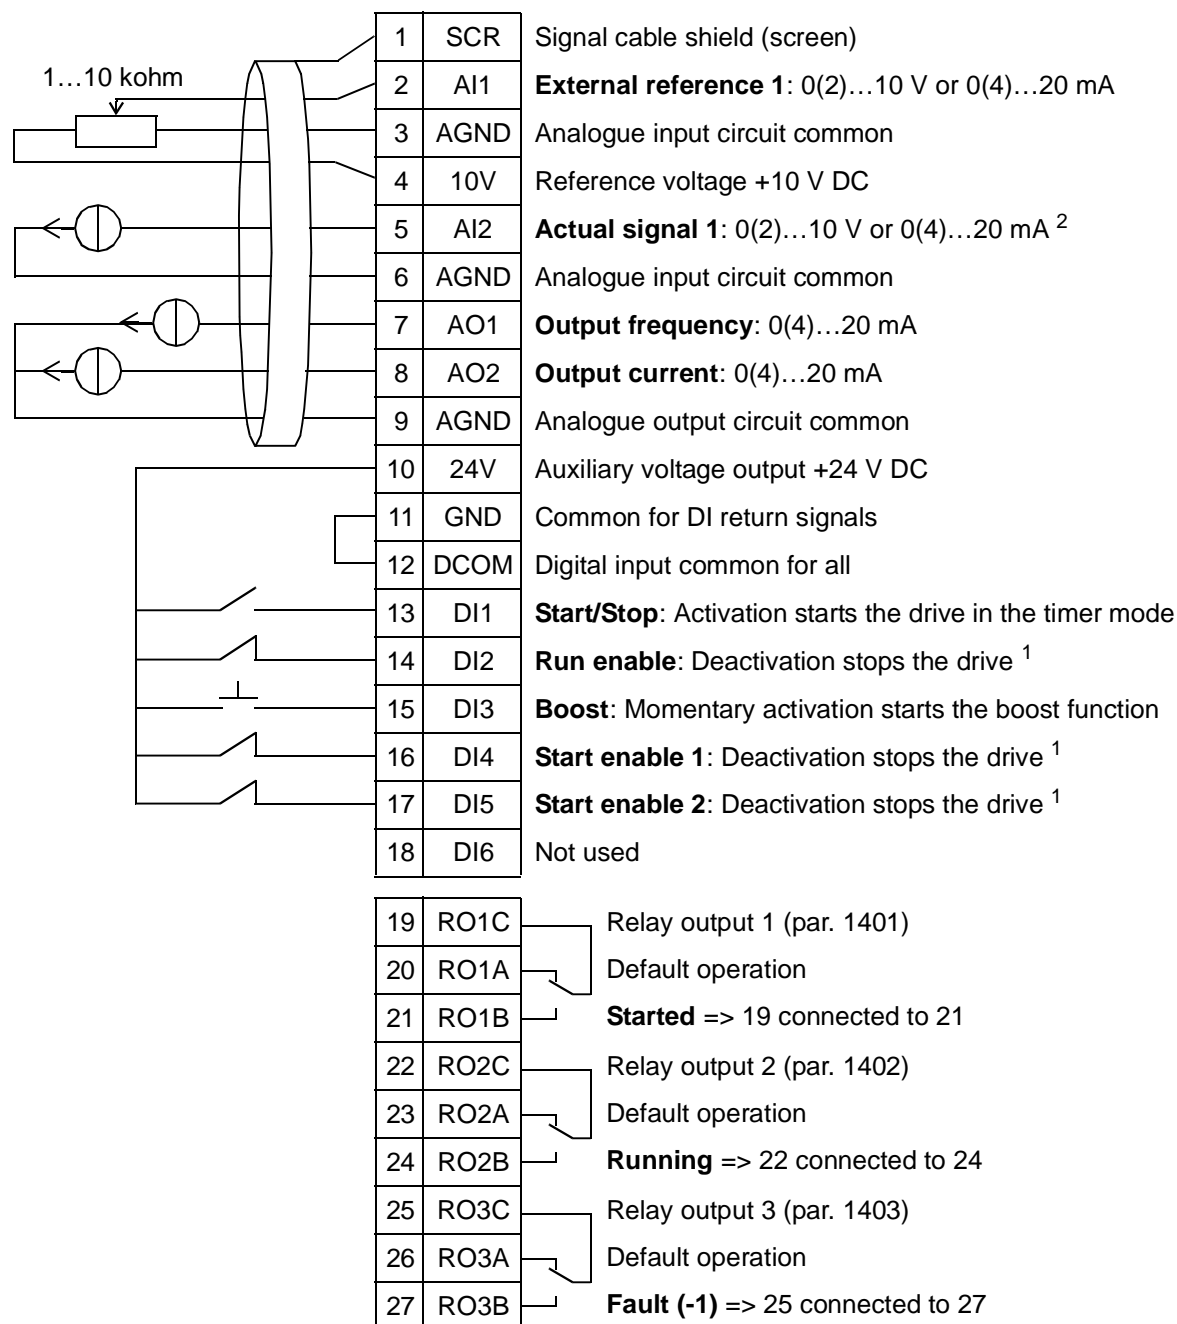 1 SCR Signal cable shield (screen)
1…10 kohm
2 AI1 External reference 1: 0(2)…10 V or 0(4)…20 mA
3 AGND Analogue input circuit common
4 10V Reference voltage +10 V DC
5 AI2 Actual signal 1: 0(2)…10 V or 0(4)…20 mA 2
6 AGND Analogue input circuit common
7 AO1 Output frequency: 0(4)…20 mA
8 AO2 Output current: 0(4)…20 mA
9 AGND Analogue output circuit common
10 24V Auxiliary voltage output +24 V DC
11 GND Common for DI return signals
12 DCOM Digital input common for all
13 DI1 Start/Stop: Activation starts the drive in the timer mode
14 DI2 Run enable: Deactivation stops the drive 1
15 DI3 Boost: Momentary activation starts the boost function
16 DI4 Start enable 1: Deactivation stops the drive 1
17 DI5 Start enable 2: Deactivation stops the drive 1
18 DI6 Not used
19 RO1C Relay output 1 (par. 1401)
20 RO1A Default operation
21 RO1B Started => 19 connected to 21
22 RO2C Relay output 2 (par. 1402)
23 RO2A Default operation
24 RO2B Running => 22 connected to 24
25 RO3C Relay output 3 (par. 1403)
26 RO3A Default operation
27 RO3B Fault (-1) => 25 connected to 27